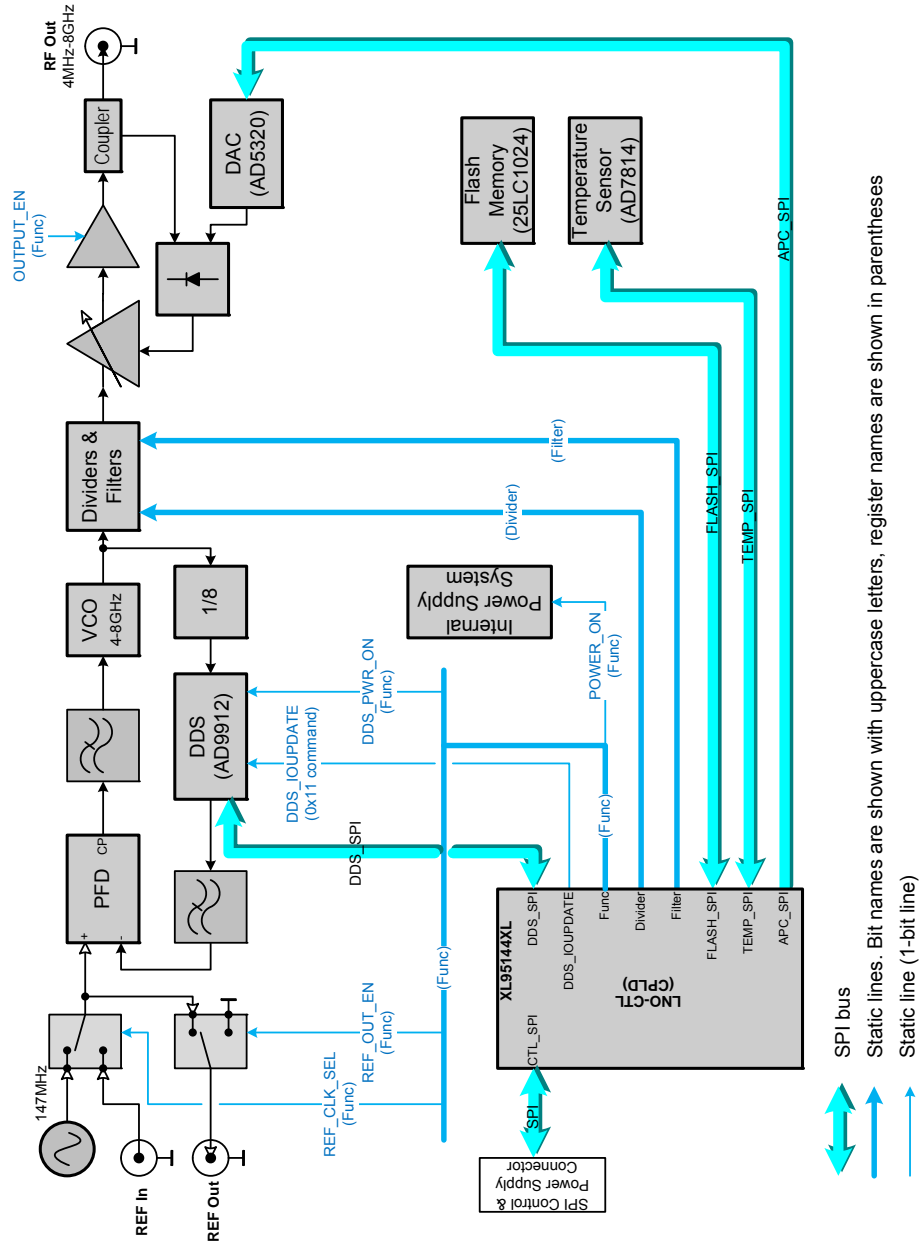 147MHz
REF In
REF Out
PFD
CP
+
-
VCO
4-8GHz
Dividers &
Filters
Coupler
RF Out
4MHz-8GHz
OUTPUT_EN
(Func)
1/8
DDS
(AD9912)
DAC
(AD5320)
REF_CLK_SEL
(Func)
REF_OUT_EN
(Func)
(Func)
DDS_SPI
DDS_IOUPDATE
(0x11 command)
DDS_PWR_ON
(Func)
Internal
Power Supply
System
POWER_ON
(Func)
(Func)
(Divider)
(Filter)
Flash
Memory
(25LC1024)
Temperature
Sensor
(AD7814)
FLASH_SPI
TEMP_SPI
APC_SPI
SPI Control &
Power Supply
Connector
SPI
CTL_SPI
XL95144XL
LNO-CTL
(CPLD)
DDS_SPI
DDS_IOUPDATE
Func
Divider
Filter
FLASH_SPI
TEMP_SPI
APC_SPI
SPI bus
Static lines. Bit names are shown with uppercase letters, register names are shown in parentheses
Static line (1-bit line)